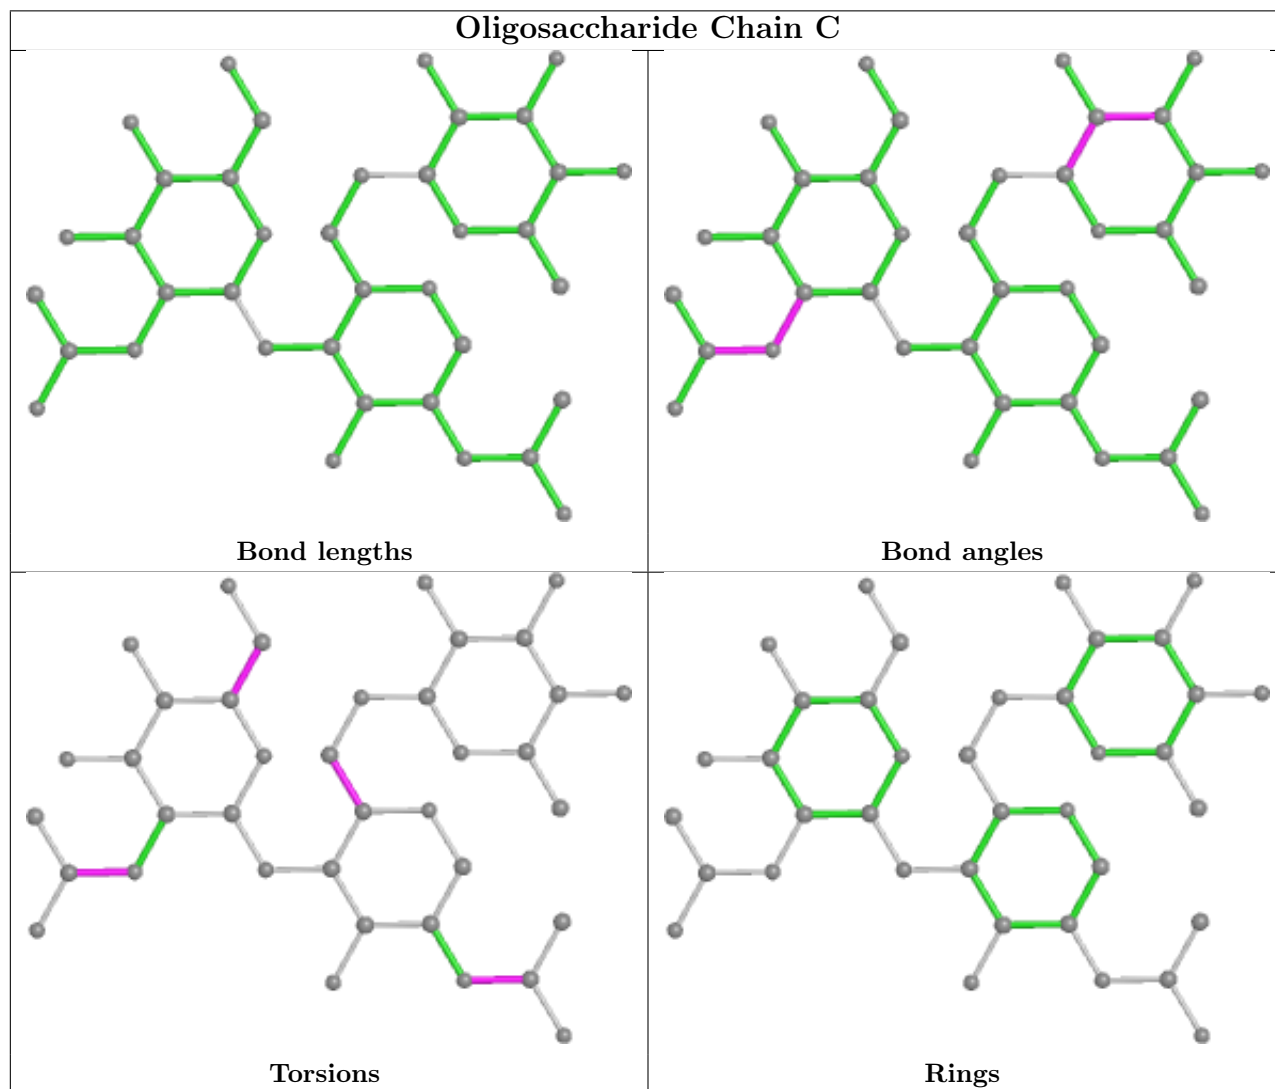 Oligosaccharide Chain C
Bond lengths
Bond angles
Torsions
Rings